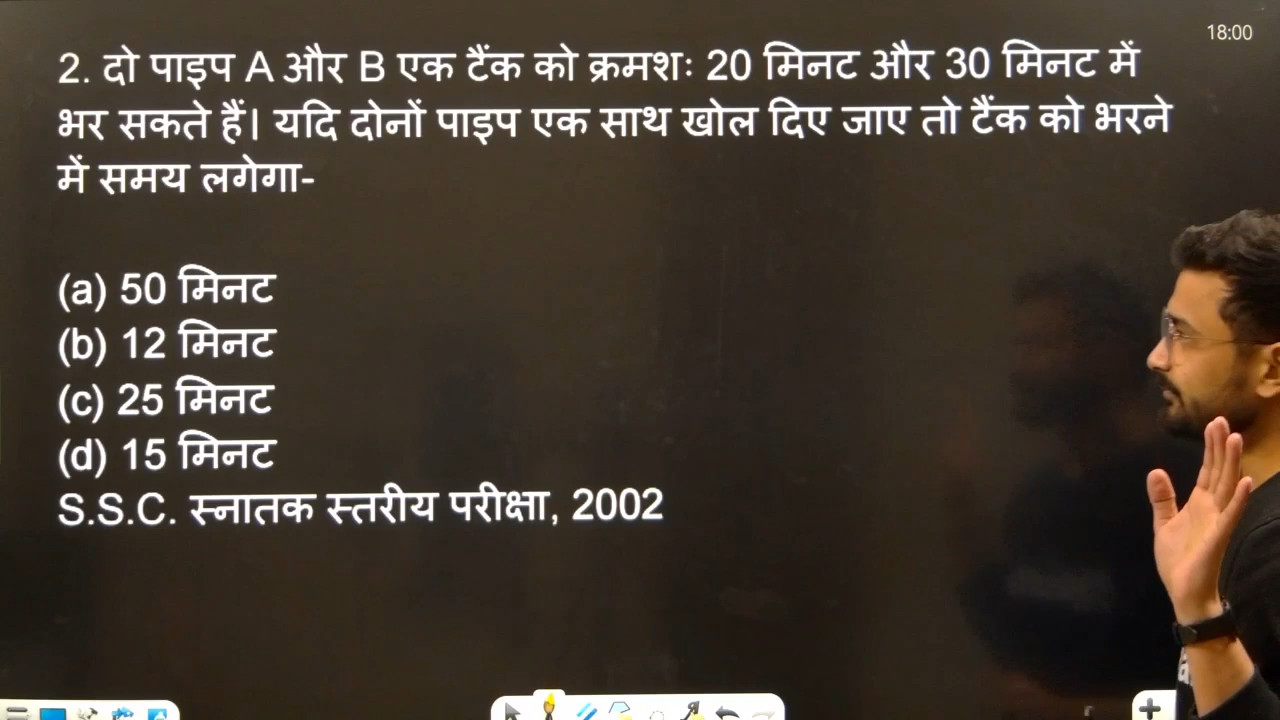 18:00
2. दो पाइप A और B एक टैंक को क्रमशः 20 मिनट और 30 मिनट में
भर सकते हैं। यदि दोनों पाइप एक साथ खोल दिए जाए तो टैंक को भरने
में समय लगेगा-
(a) 50 मिनट
(b) 12 मिनट
(c) 25 मिनट
(d) 15 मिनट
S.S.C. स्नातक स्तरीय परीक्षा, 2002